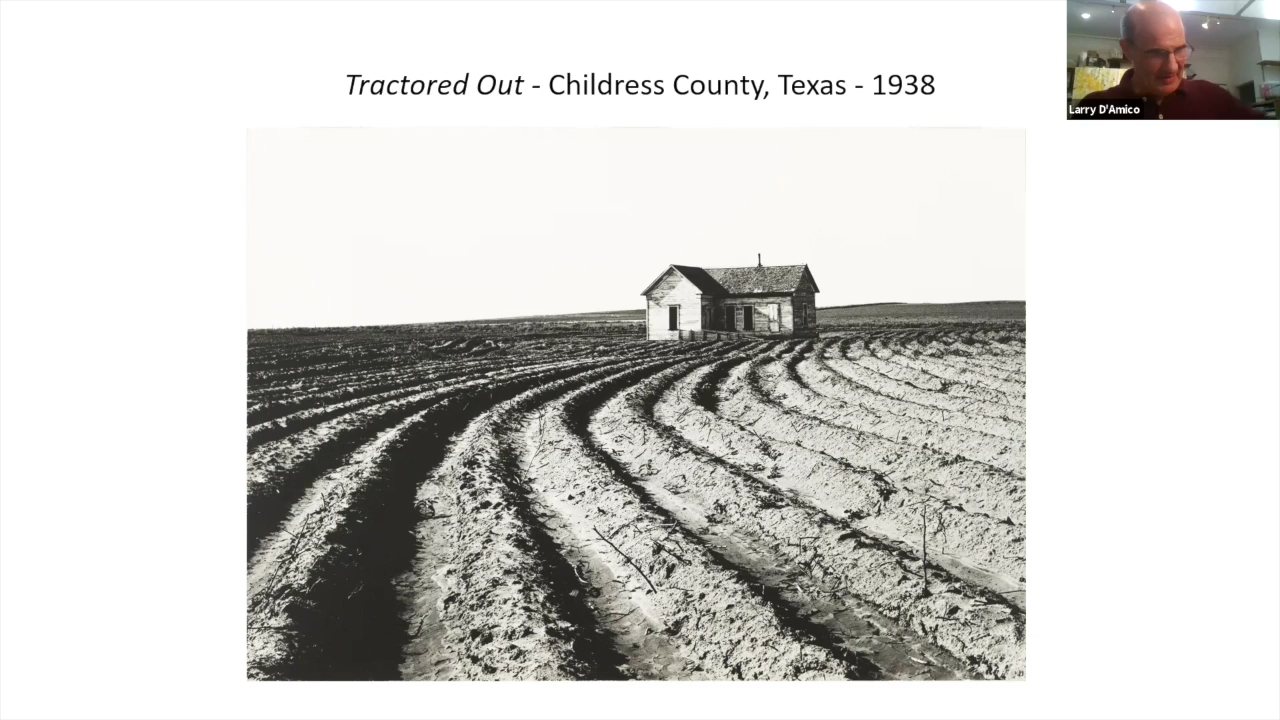 Tractored Out - Childress County, Texas - 1938
Larry D'Amico